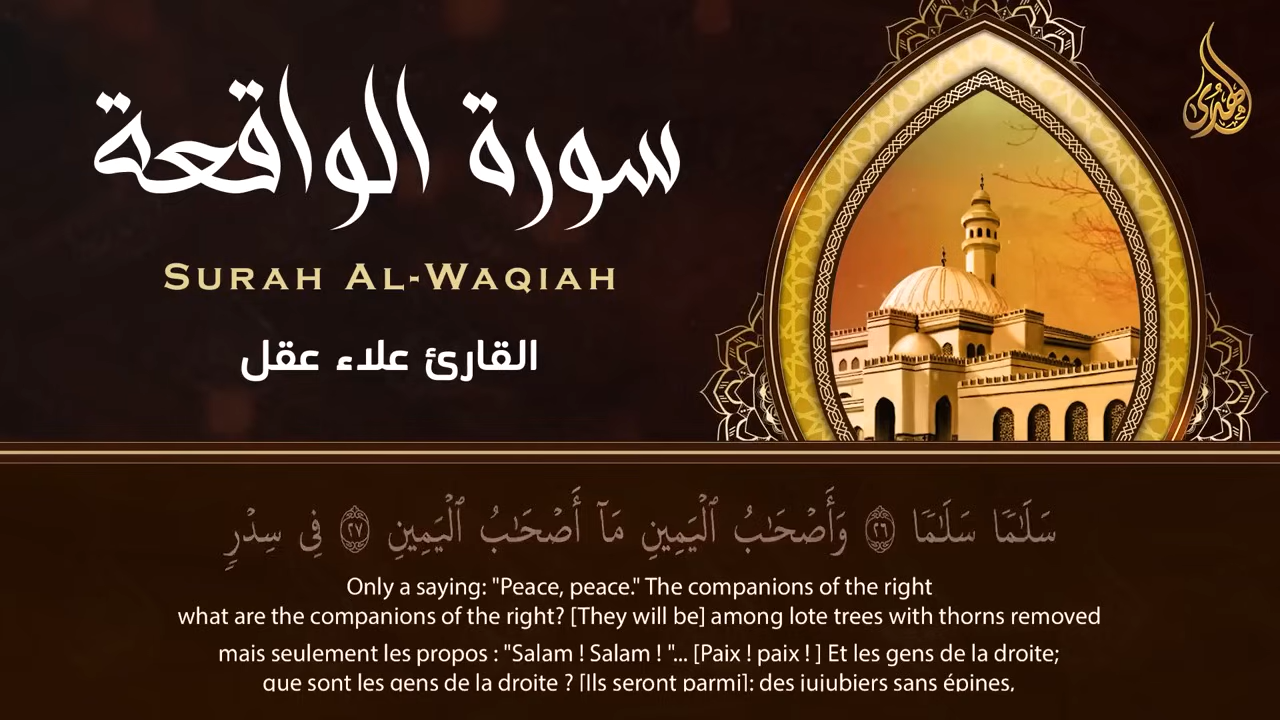 سورة الواقعة
SURAH AL-WAQIAH
القارئ علاء عقل
هدى
سَلَٰمًا سَلَٰمًا ٢٦ وَأَصْحَٰبُ ٱلْيَمِينِ مَآ أَصْحَٰبُ ٱلْيَمِينِ ٢٧ فِى سِدْرٍ
Only a saying: "Peace, peace." The companions of the right
what are the companions of the right? [They will be] among lote trees with thorns removed
mais seulement les propos : "Salam ! Salam ! "... [Paix ! paix ! ] Et les gens de la droite;
que sont les gens de la droite ? [Ils seront parmi]: des jujubiers sans épines,